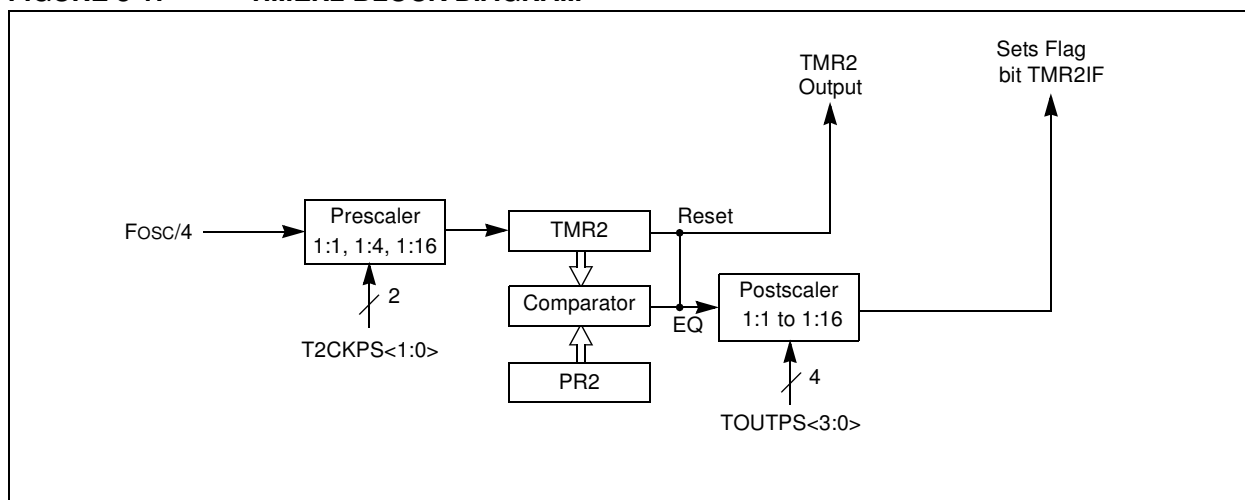 TMR2
Output
Sets Flag
bit TMR2IF
FOSC/4
Prescaler
1:1, 1:4, 1:16
2
T2CKPS<1:0>
TMR2
Reset
Comparator
EQ
PR2
Postscaler
1:1 to 1:16
4
TOUTPS<3:0>